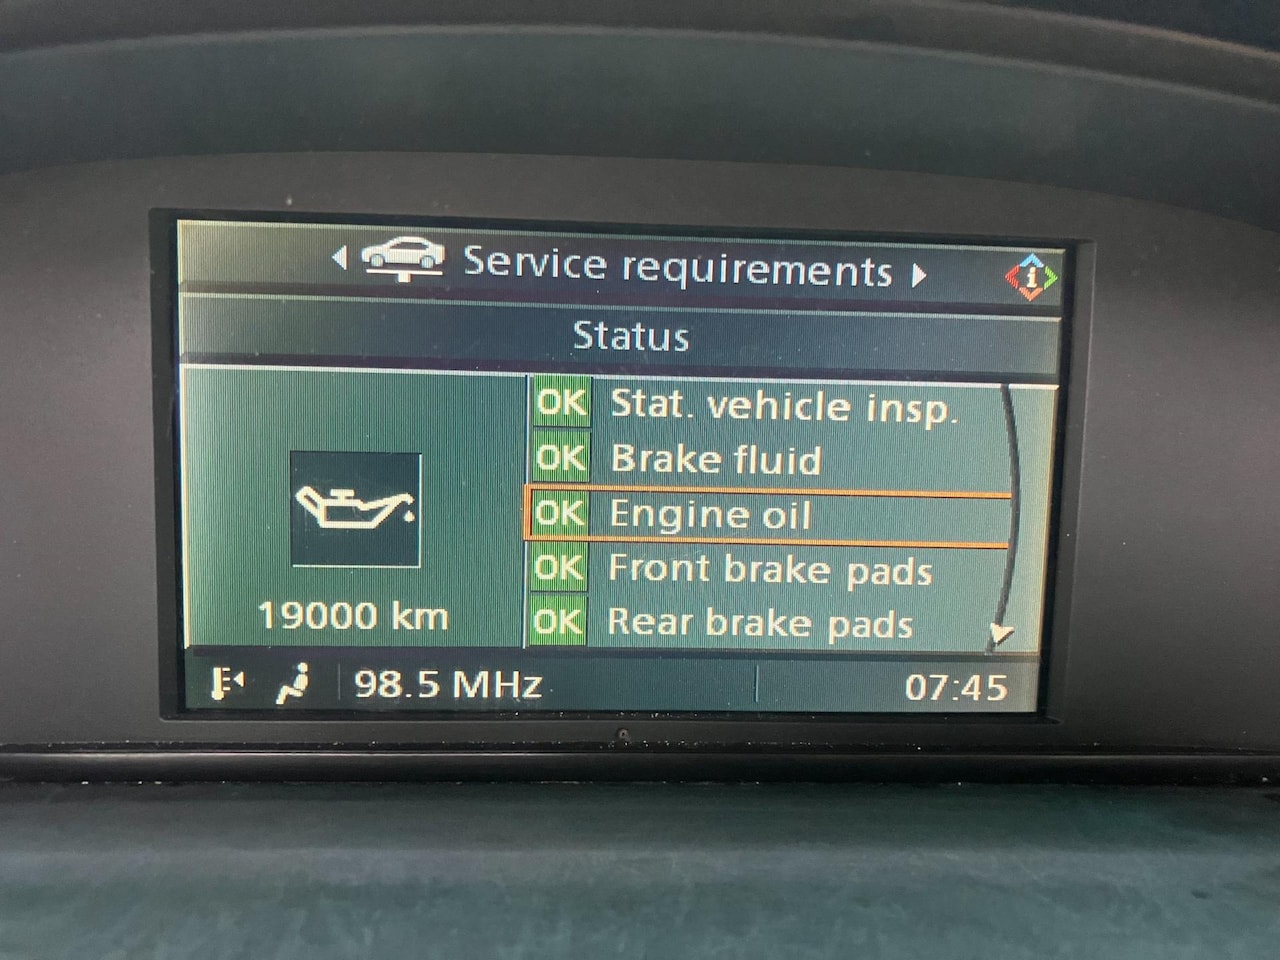 Service requirements
i
Status
OK Stat. vehicle insp.
OK Brake fluid
OK Engine oil
OK Front brake pads
OK Rear brake pads
19000 km
98.5 MHz
07:45